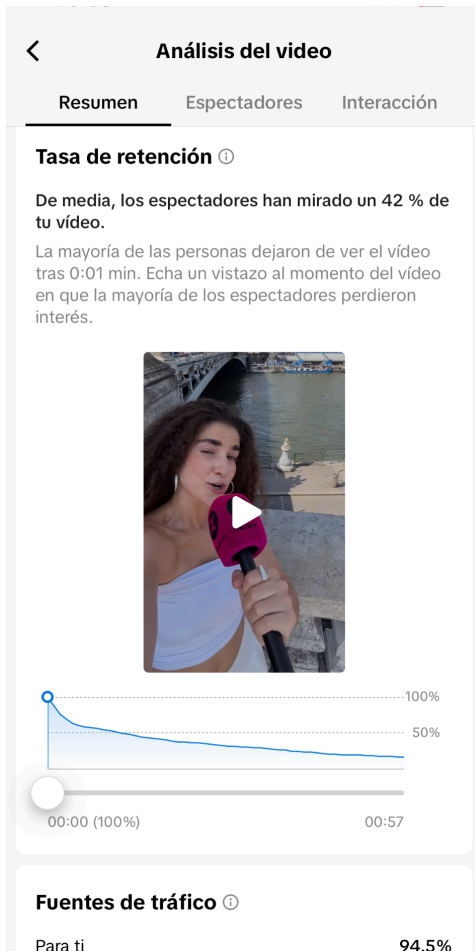 Análisis del video
Resumen
Espectadores
Interacción
Tasa de retención
De media, los espectadores han mirado un 42 % de
tu vídeo.
La mayoría de las personas dejaron de ver el vídeo
tras 0:01 min. Echa un vistazo al momento del vídeo
en que la mayoría de los espectadores perdieron
interés.
100%
50%
00:00 (100%)
00:57
Fuentes de tráfico
Para ti
94.5%